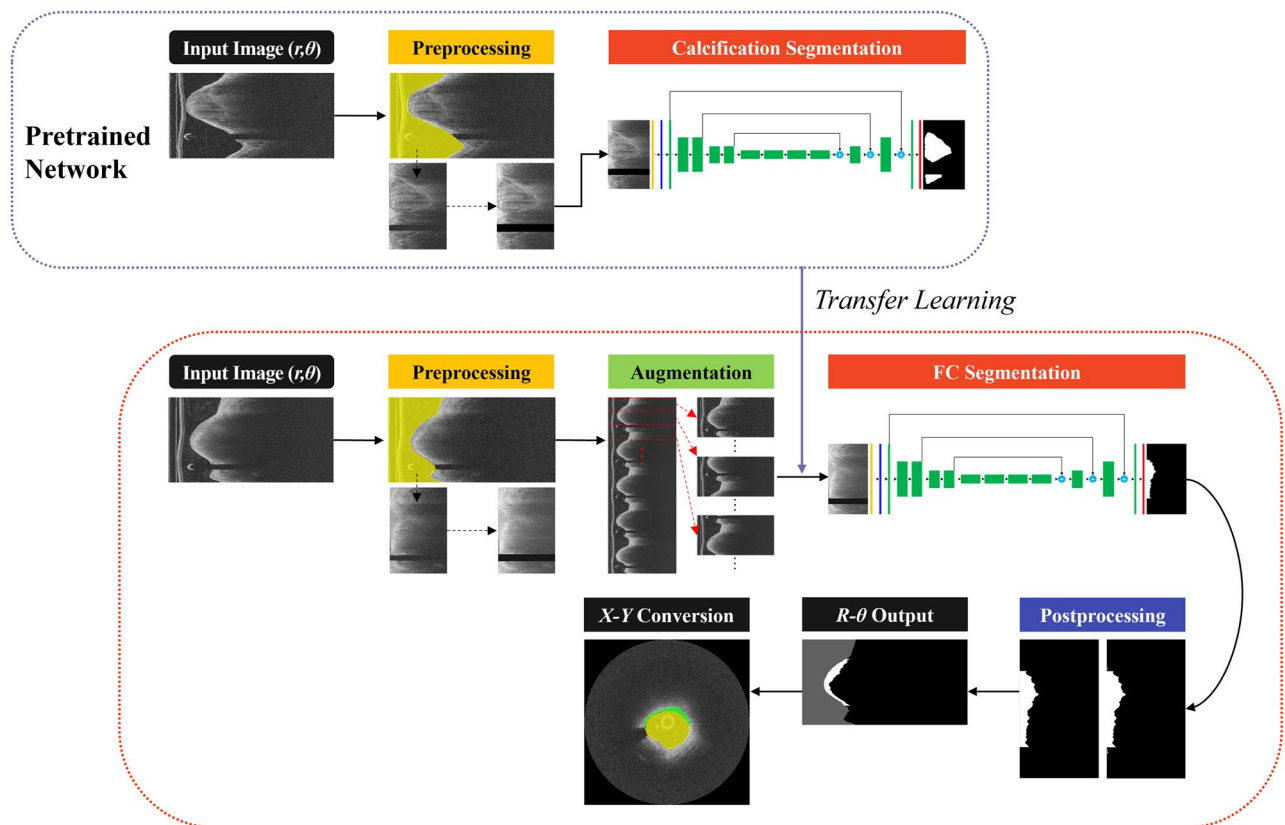 Input Image (r,θ)
Preprocessing
Calcification Segmentation
Pretrained
Network
Transfer Learning
Input Image (r,θ)
Preprocessing
Augmentation
FC Segmentation
X-Y Conversion
R-θ Output
Postprocessing